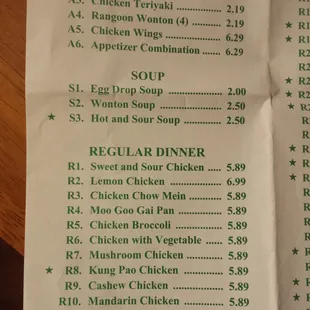 A3. Chicken Teriyaki ................ 2.19
A4. Rangoon Wonton (4) ......... 2.19
A5. Chicken Wings .................... 6.29
A6. Appetizer Combination ....... 6.29
SOUP
S1. Egg Drop Soup .................. 2.00
S2. Wonton Soup ..................... 2.50
★ S3. Hot and Sour Soup ............ 2.50
REGULAR DINNER
R1. Sweet and Sour Chicken ..... 5.89
R2. Lemon Chicken .................. 6.99
R3. Chicken Chow Mein ........... 5.89
R4. Moo Goo Gai Pan ............... 5.89
R5. Chicken Broccoli ................ 5.89
R6. Chicken with Vegetable ...... 5.89
R7. Mushroom Chicken ............ 5.89
★ R8. Kung Pao Chicken ............. 5.89
R9. Cashew Chicken ................. 5.89
R10. Mandarin Chicken ............... 5.89